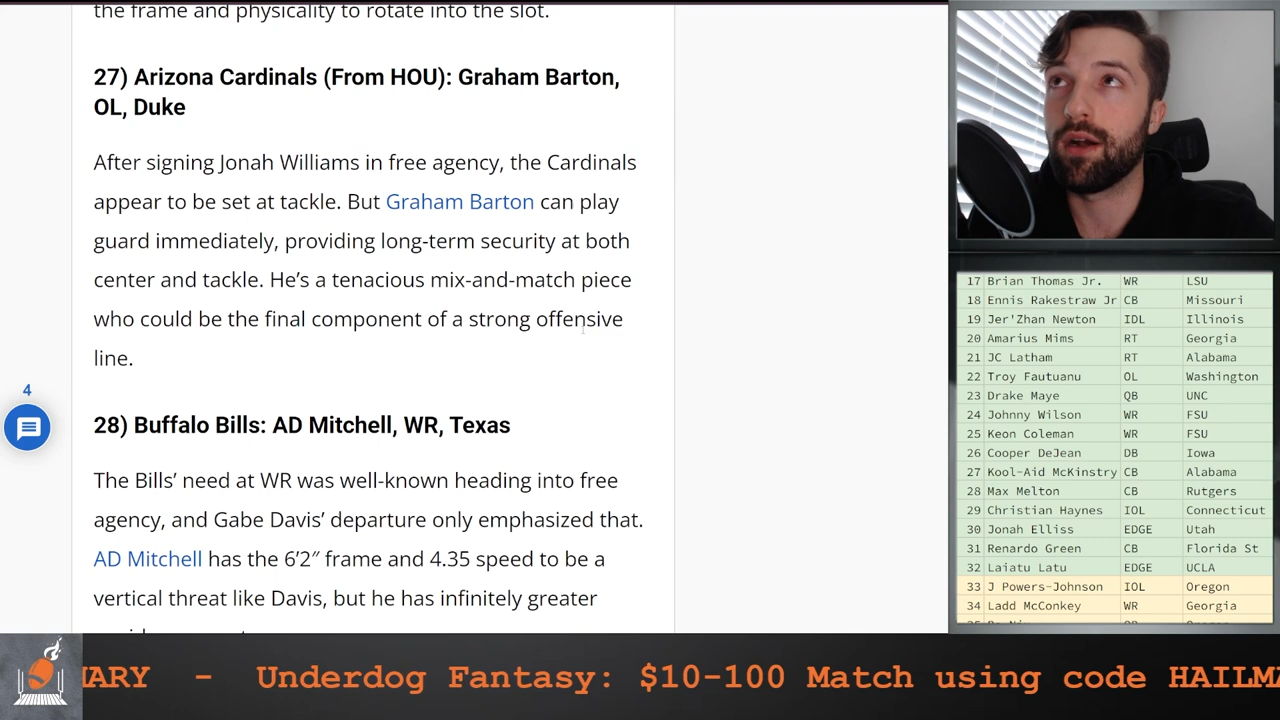 the frame and physicality to rotate into the slot.
27) Arizona Cardinals (From HOU): Graham Barton,
OL, Duke
After signing Jonah Williams in free agency, the Cardinals
appear to be set at tackle. But Graham Barton can play
guard immediately, providing long-term security at both
center and tackle. He’s a tenacious mix-and-match piece
who could be the final component of a strong offensive
line.
4
28) Buffalo Bills: AD Mitchell, WR, Texas
The Bills’ need at WR was well-known heading into free
agency, and Gabe Davis’ departure only emphasized that.
AD Mitchell has the 6’2″ frame and 4.35 speed to be a
vertical threat like Davis, but he has infinitely greater
17 Brian Thomas Jr. WR LSU
18 Ennis Rakestraw Jr CB Missouri
19 Jer'Zhan Newton IDL Illinois
20 Amarius Mims RT Georgia
21 JC Latham RT Alabama
22 Troy Fautuanu OL Washington
23 Drake Maye QB UNC
24 Johnny Wilson WR FSU
25 Keon Coleman WR FSU
26 Cooper DeJean DB Iowa
27 Kool-Aid McKinstry CB Alabama
28 Max Melton CB Rutgers
29 Christian Haynes IOL Connecticut
30 Jonah Elliss EDGE Utah
31 Renardo Green CB Florida St
32 Laiatu Latu EDGE UCLA
33 J Powers-Johnson IOL Oregon
34 Ladd McConkey WR Georgia
MARY - Underdog Fantasy: $10-100 Match using code HAILMA